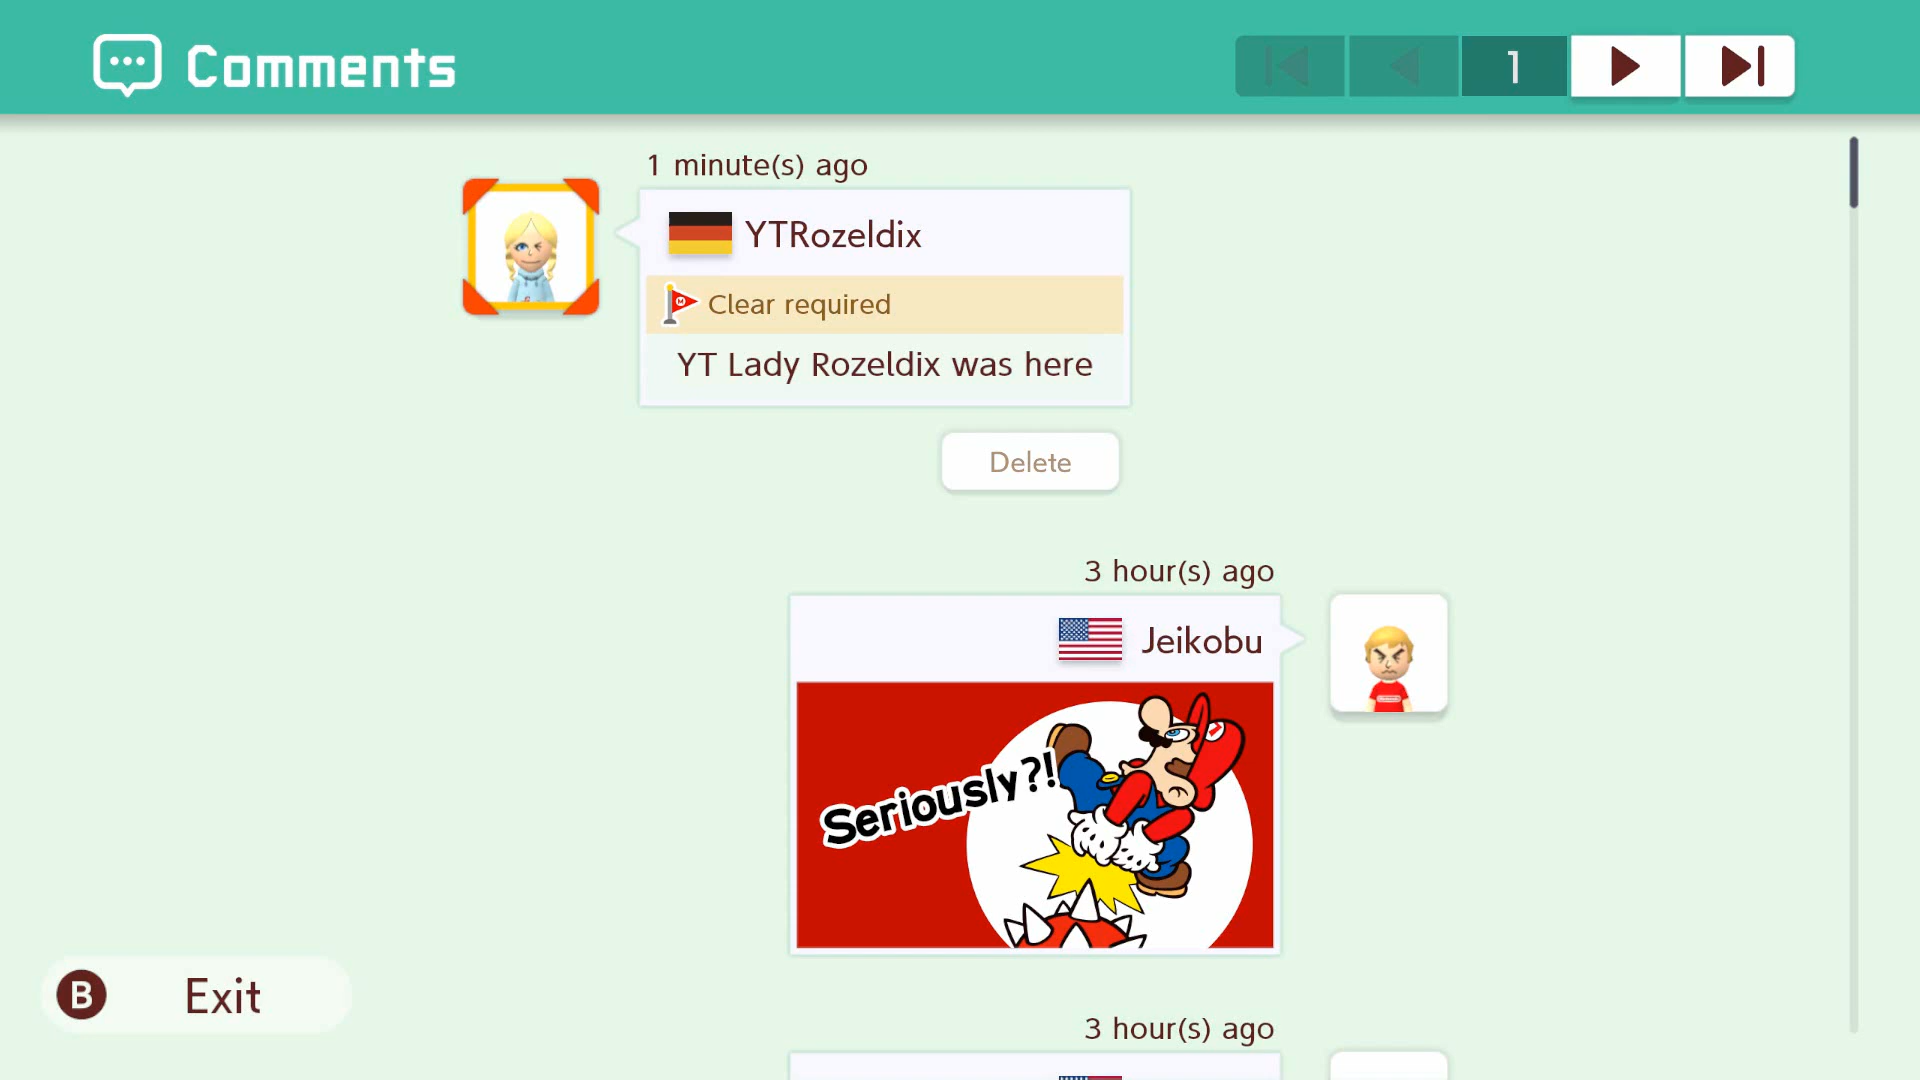 Comments
1
1 minute(s) ago
YTRozeldix
M
Clear required
YT Lady Rozeldix was here
Delete
3 hour(s) ago
Jeikobu
Seriously?!
B Exit
3 hour(s) ago